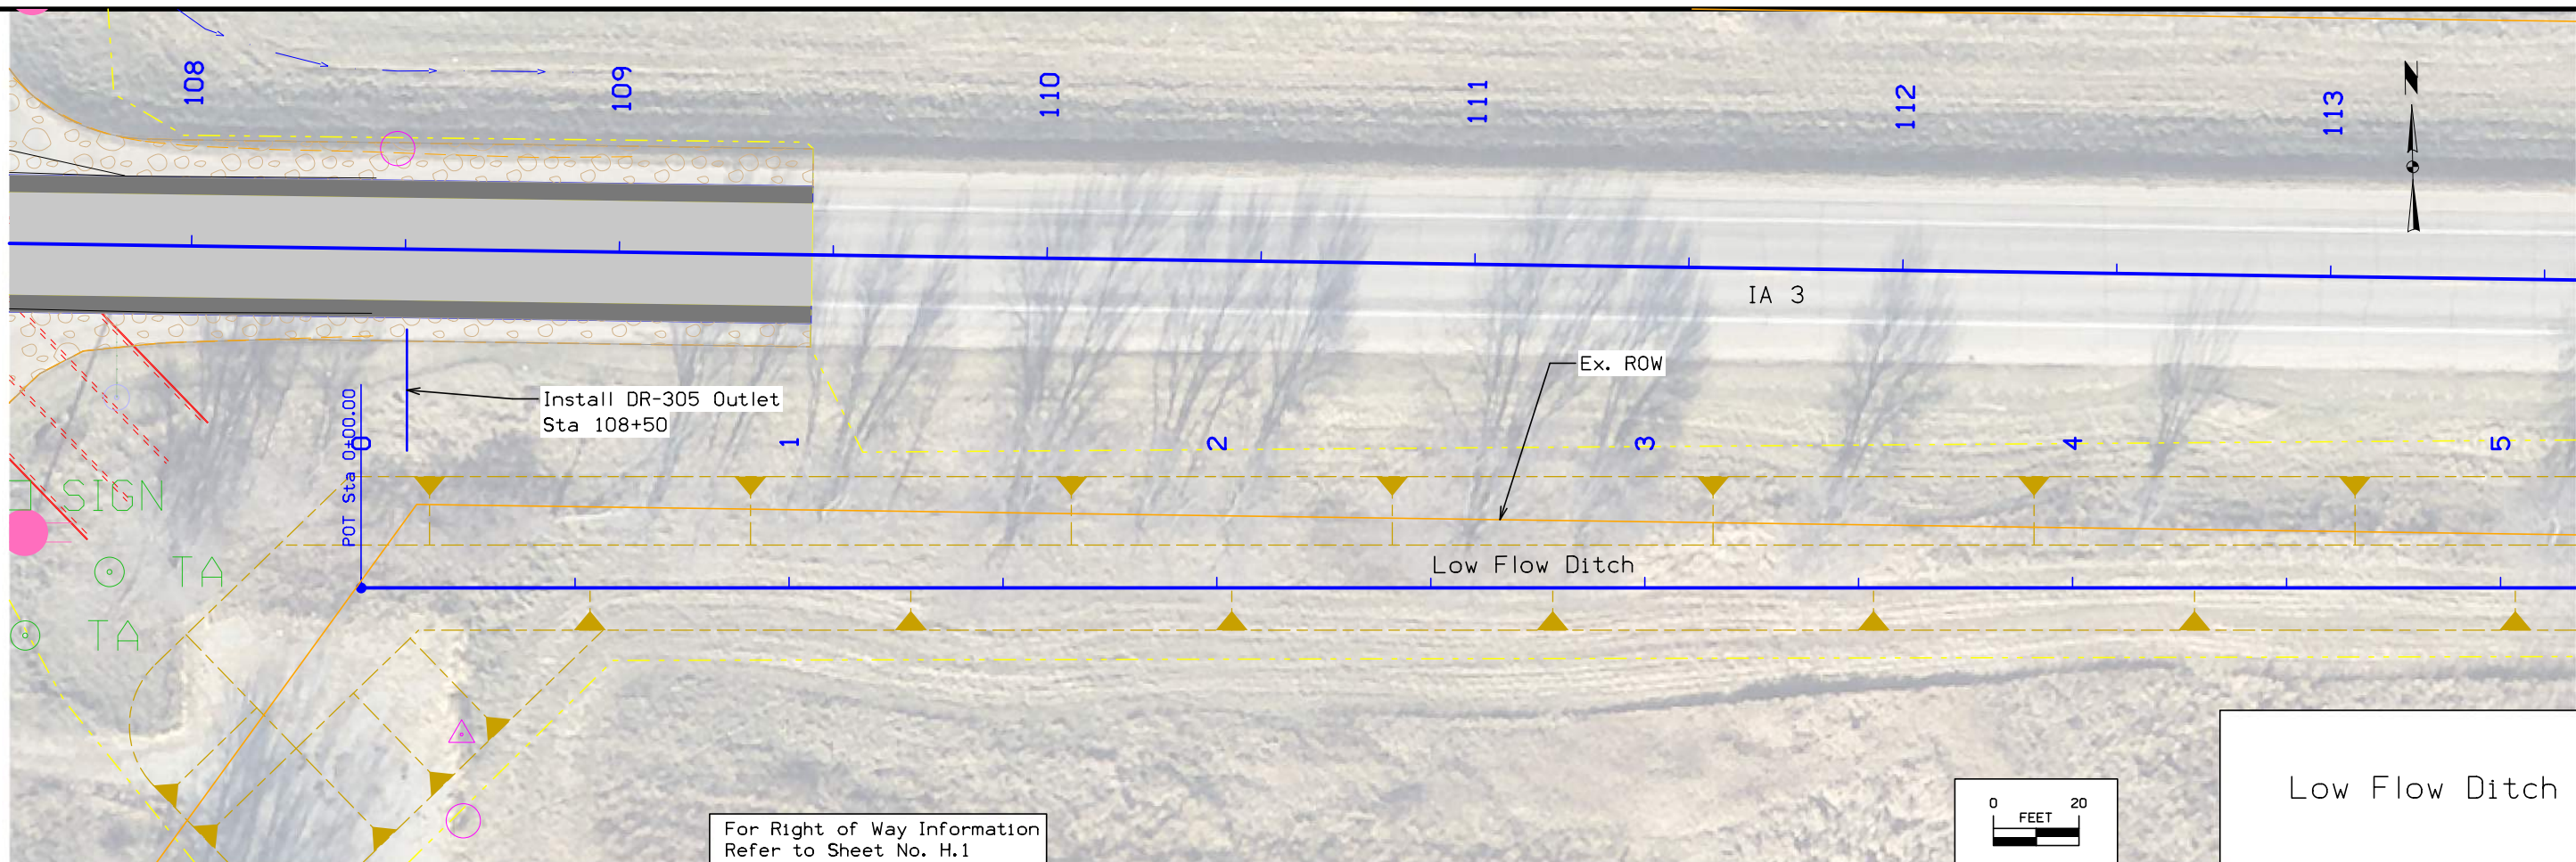 108
109
110
111
112
113
N
IA 3
Ex. ROW
Install DR-305 Outlet
Sta 108+50
POT Sta 0+00.00
0
1
2
3
4
5
SIGN
TA
TA
Low Flow Ditch
For Right of Way Information
Refer to Sheet No. H.1
0 20
FEET
Low Flow Ditch